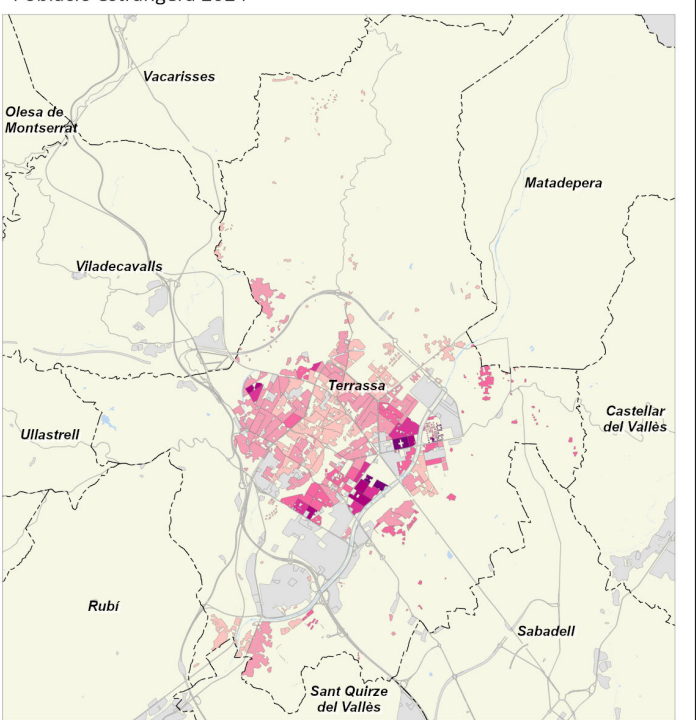 Població estrangera 2024
Vacarisses
Olesa de
Montserrat
Matadepera
Viladecavalls
Terrassa
Castellar
del Vallès
Ullastrell
Rubí
Sabadell
Sant Quirze
del Vallès